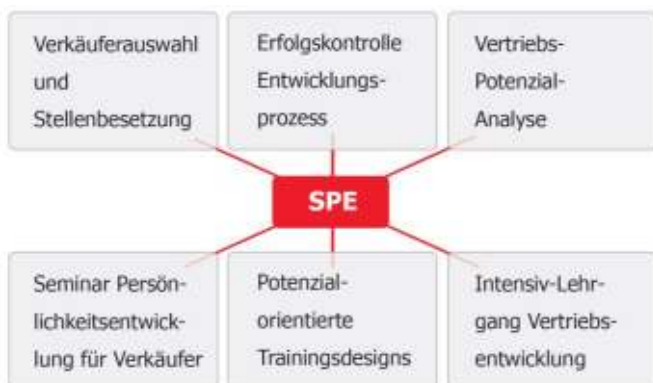 Verkäuferauswahl
und
Stellenbesetzung
Erfolgskontrolle
Entwicklungs-
prozess
Vertriebs-
Potenzial-
Analyse
SPE
Seminar Persön-
lichkeitsentwick-
lung für Verkäufer
Potenzial-
orientierte
Trainingsdesigns
Intensiv-Lehr-
gang Vertriebs-
entwicklung